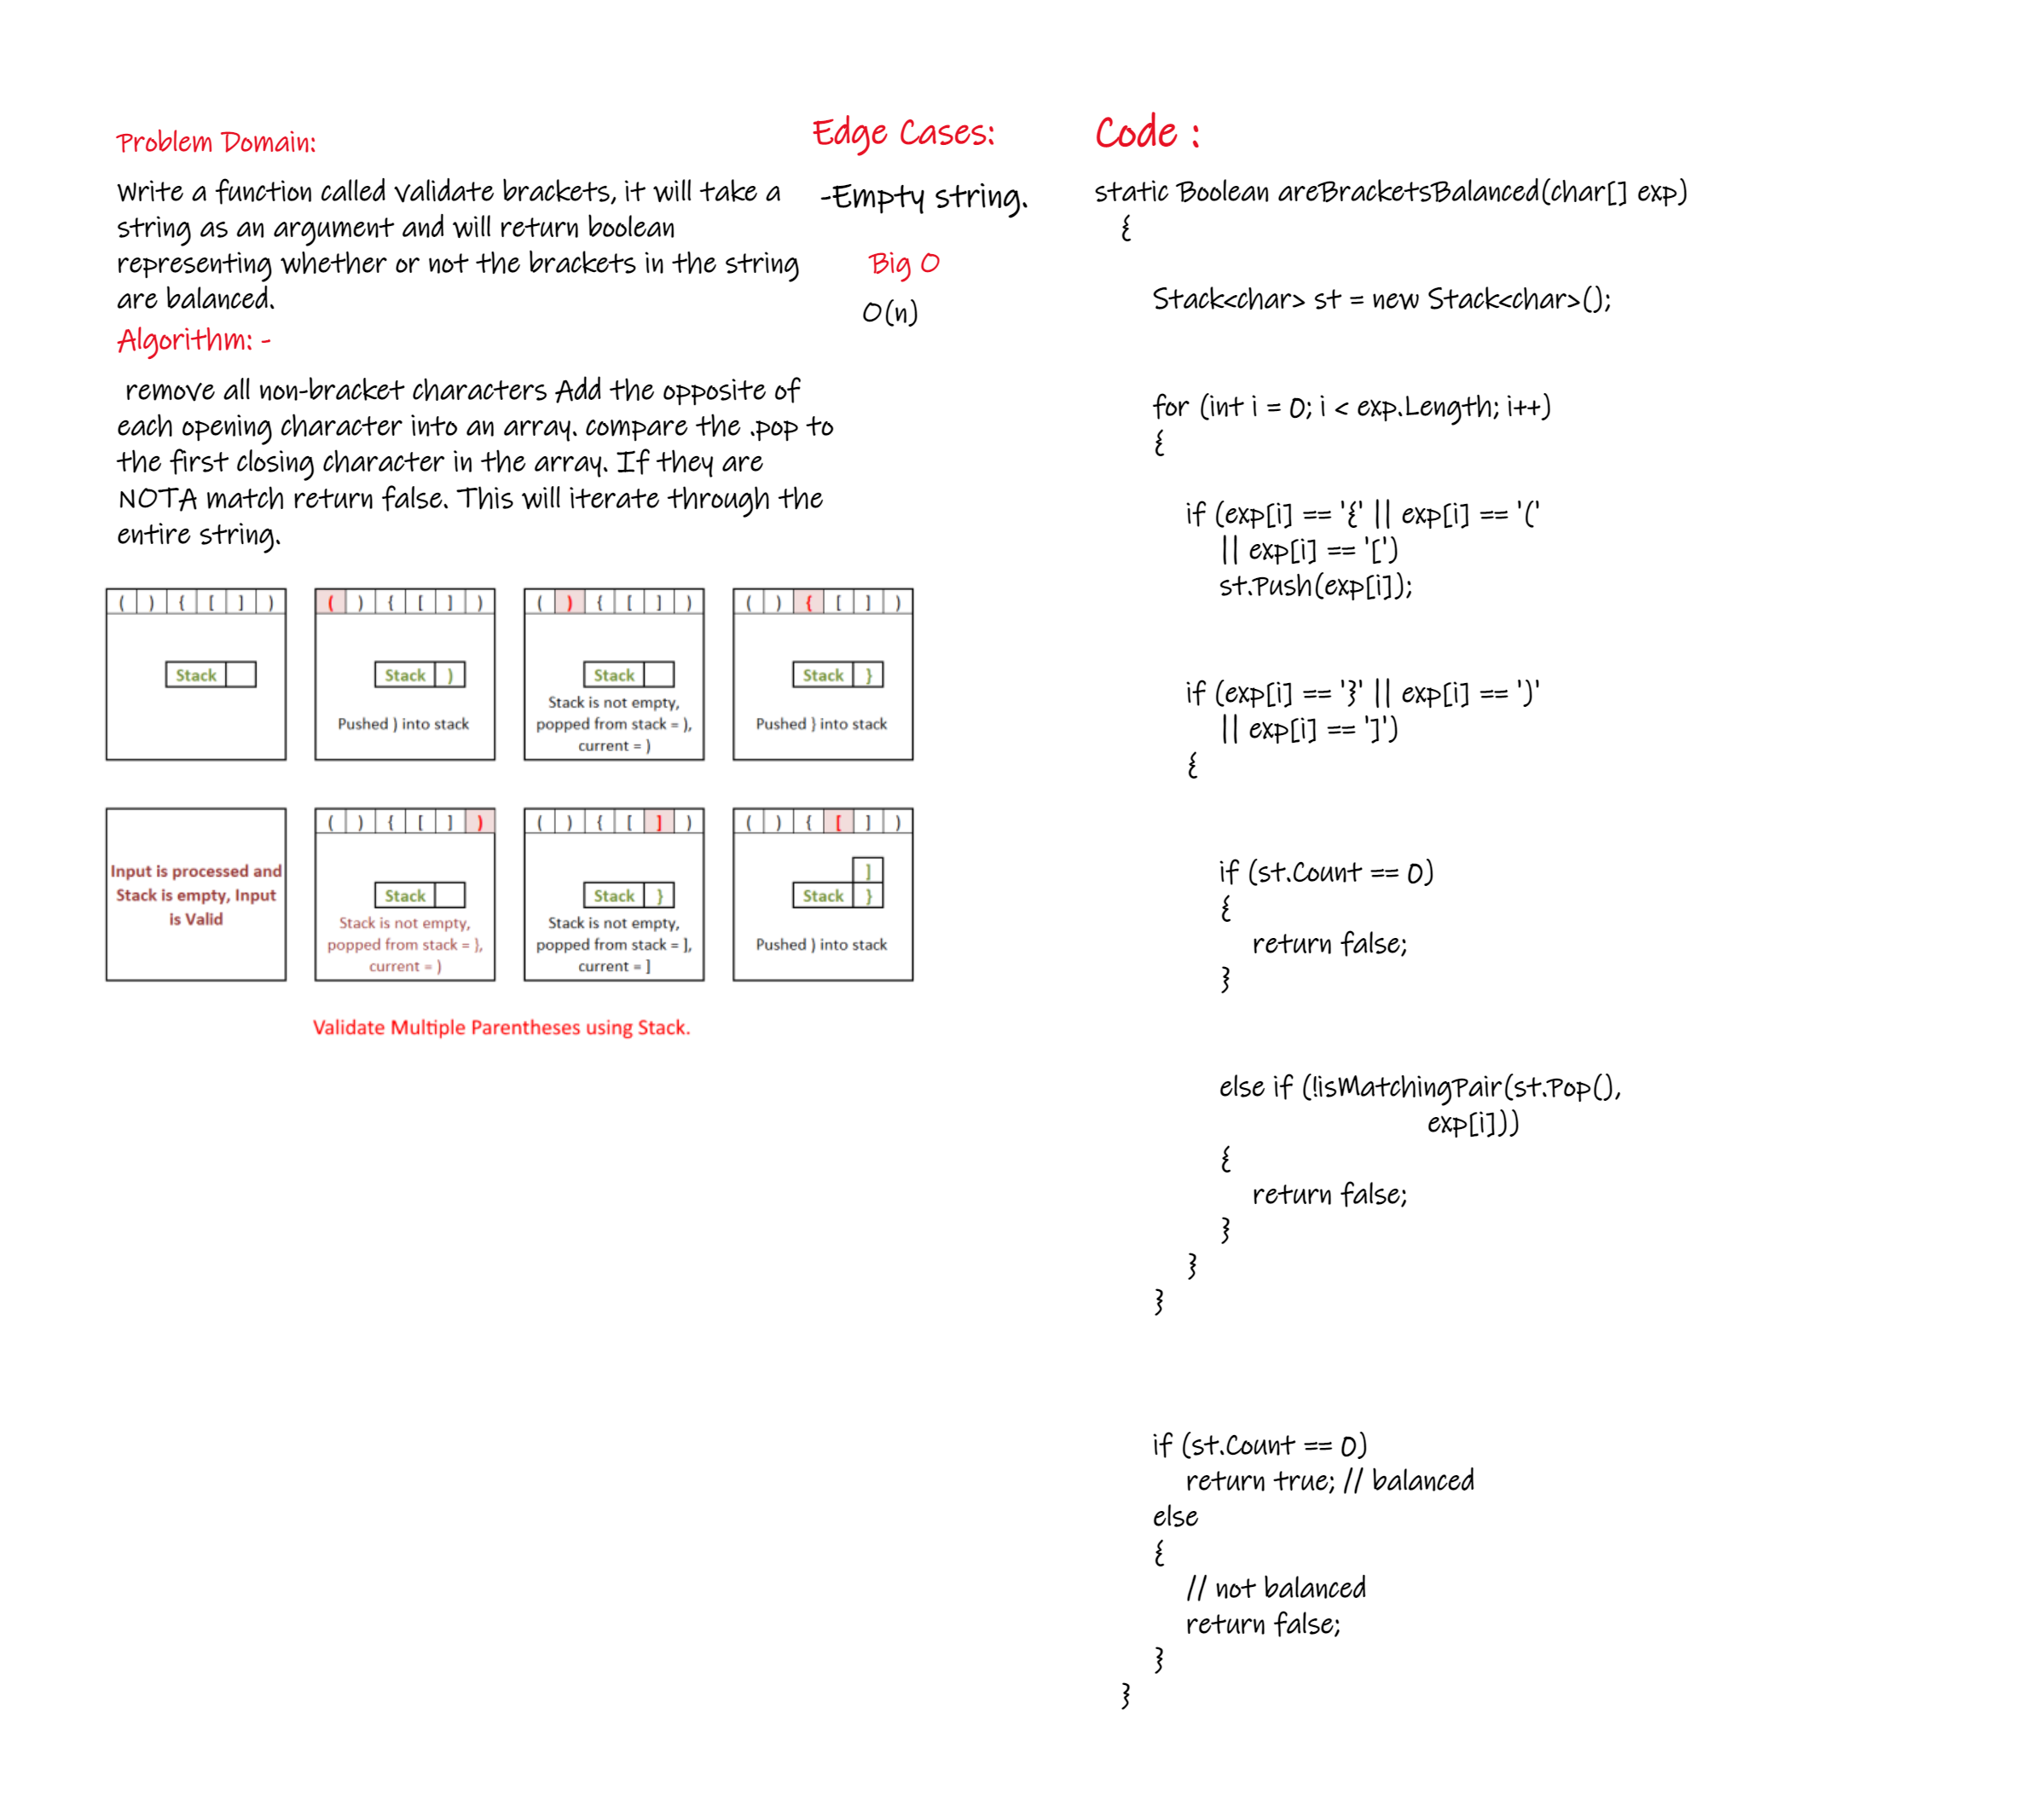 Problem Domain:
Write a function called validate brackets, it will take a
string as an argument and will return boolean
representing whether or not the brackets in the string
are balanced.
Algorithm: -
remove all non-bracket characters Add the opposite of
each opening character into an array. compare the .pop to
the first closing character in the array. If they are
NOTA match return false. This will iterate through the
entire string.
( ) { [ ] )
Stack
( ) { [ ] )
Stack )
Pushed ) into stack
( ) { [ ] )
Stack
Stack is not empty,
popped from stack = ),
current = )
( ) { [ ] )
Stack }
Pushed } into stack
Input is processed and
Stack is empty, Input
is Valid
( ) { [ ] )
Stack
Stack is not empty,
popped from stack = },
current = )
( ) { [ ] )
Stack }
Stack is not empty,
popped from stack = ],
current = ]
( ) { [ ] )
]
Stack }
Pushed ) into stack
Validate Multiple Parentheses using Stack.
Edge Cases:
-Empty string.
Big O
O(n)
Code :
static Boolean areBracketsBalanced(char[] exp)
{
Stack<char> st = new Stack<char>();
for (int i = 0; i < exp.Length; i++)
{
if (exp[i] == '{' || exp[i] == '('
|| exp[i] == '[')
st.Push(exp[i]);
if (exp[i] == '}' || exp[i] == ')'
|| exp[i] == ']')
{
if (st.Count == 0)
{
return false;
}
else if (!isMatchingPair(st.Pop(),
exp[i]))
{
return false;
}
}
}
if (st.Count == 0)
return true; // balanced
else
{
// not balanced
return false;
}
}